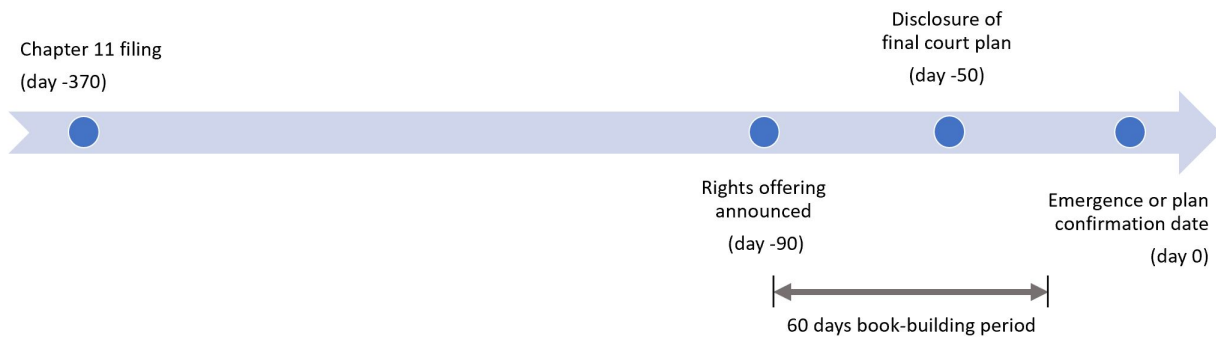 Chapter 11 filing
(day -370)
Disclosure of
final court plan
(day -50)
Rights offering
announced
(day -90)
Emergence or plan
confirmation date
(day 0)
60 days book-building period